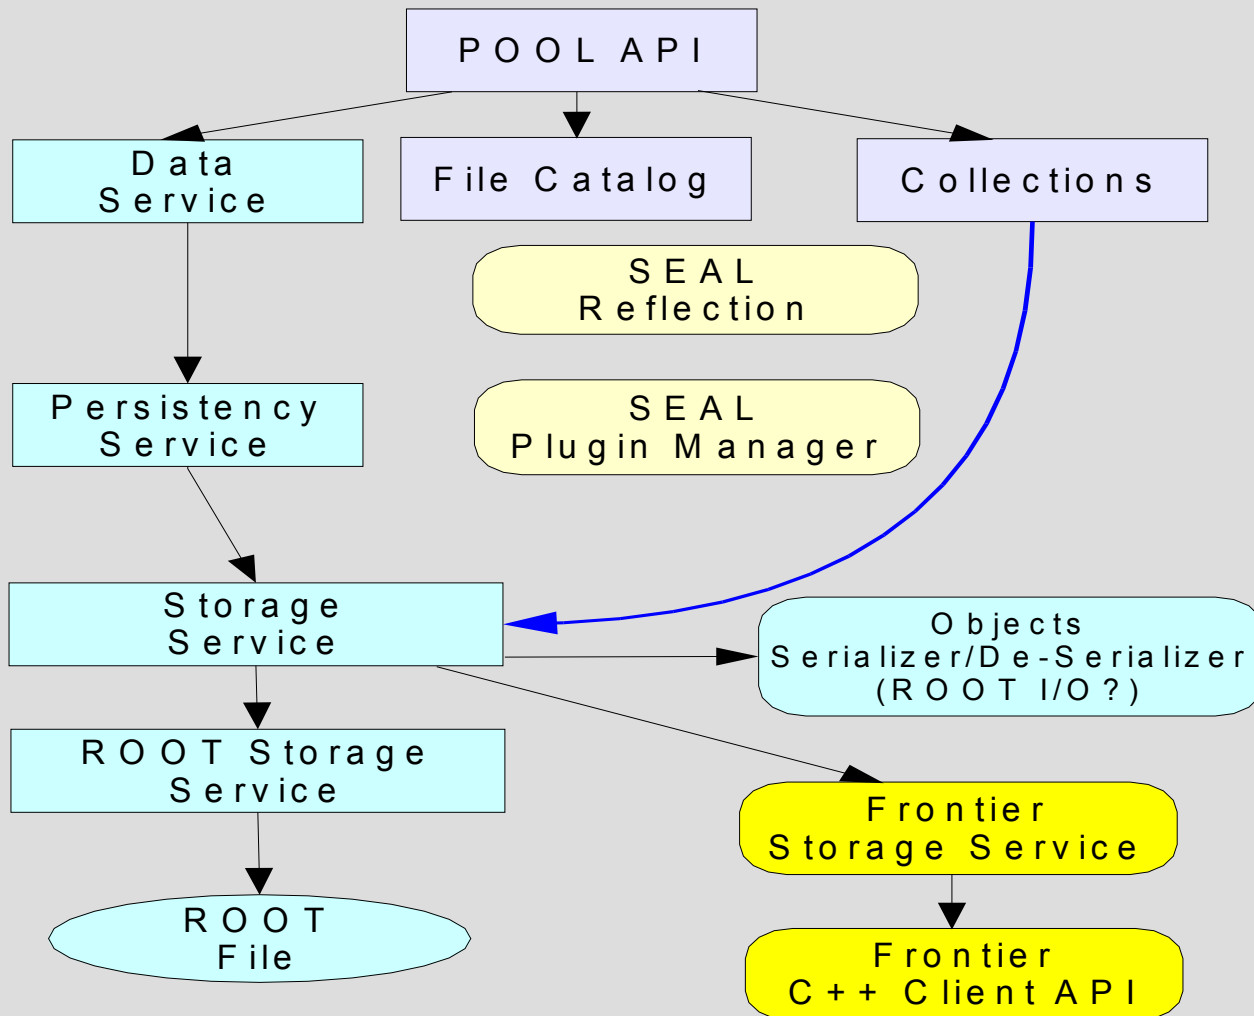 POOL API
Data
Service
File Catalog
Collections
SEAL
Reflection
Persistency
Service
SEAL
Plugin Manager
Storage
Service
Objects
Serializer/De-Serializer
(ROOT I/O?)
ROOT Storage
Service
Frontier
Storage Service
ROOT
File
Frontier
C++ Client API